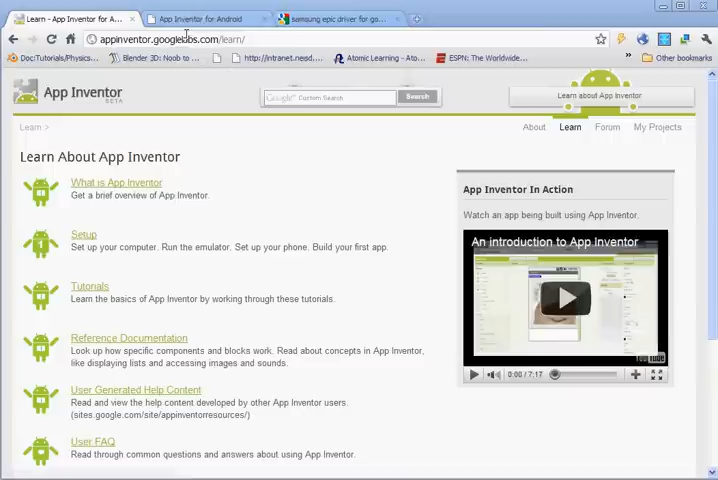 Learn - App Inventor for A...
App Inventor for Android
samsung epic driver for go...
appinventor.googlelabs.com/learn/
Doc/Tutorials/Physics...
Blender 3D: Noob to ...
http://intranet.neisd....
Atomic Learning - Ato...
ESPN: The Worldwide...
»
Other bookmarks
App Inventor
BETA
Google™ Custom Search
Search
Learn about App Inventor
Learn >
About
Learn
Forum
My Projects
Learn About App Inventor
What is App Inventor
Get a brief overview of App Inventor.
Setup
Set up your computer. Run the emulator. Set up your phone. Build your first app.
Tutorials
Learn the basics of App Inventor by working through these tutorials.
Reference Documentation
Look up how specific components and blocks work. Read about concepts in App Inventor,
like displaying lists and accessing images and sounds.
User Generated Help Content
Read and view the help content developed by other App Inventor users.
(sites.google.com/site/appinventorresources/)
User FAQ
Read through common questions and answers about using App Inventor.
App Inventor In Action
Watch an app being built using App Inventor.
An introduction to App Inventor
YouTube
0:00 / 7:17